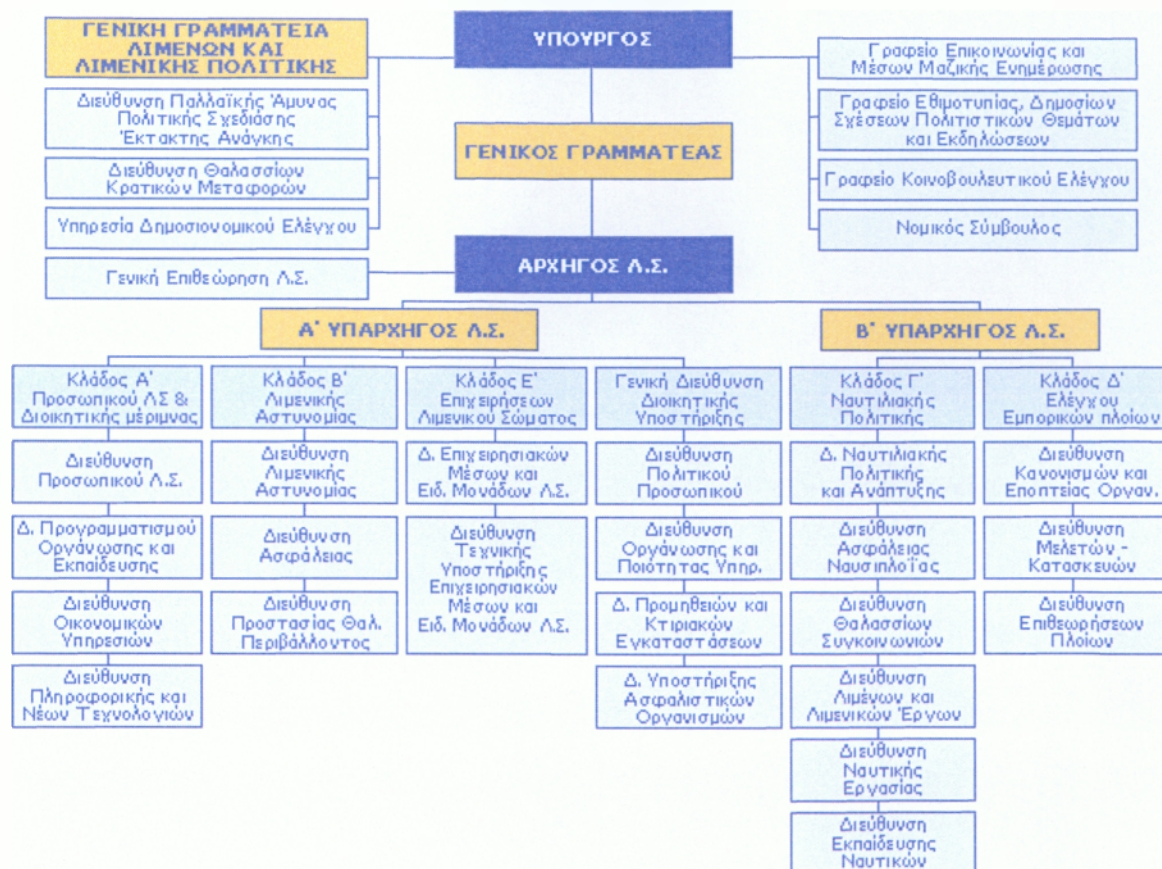 ΓΕΝΙΚΗ ΓΡΑΜΜΑΤΕΙΑ
ΛΙΜΕΝΩΝ ΚΑΙ
ΛΙΜΕΝΙΚΗΣ ΠΟΛΙΤΙΚΗΣ
Διεύθυνση Παλλαϊκής Άμυνας
Πολιτικής Σχεδιάσης
Έκτακτης Ανάγκης
Διεύθυνση Θαλασσίων
Κρατικών Μεταφορών
Υπηρεσία Δημοσιονομικού Ελέγχου
Γενική Επιθεώρηση Λ.Σ.
ΥΠΟΥΡΓΟΣ
ΓΕΝΙΚΟΣ ΓΡΑΜΜΑΤΕΑΣ
ΑΡΧΗΓΟΣ Λ.Σ.
Γραφείο Επικοινωνίας και
Μέσων Μαζικής Ενημέρωσης
Γραφείο Εθιμοτυπίας, Δημοσίων
Σχέσεων Πολιτιστικών Θεμάτων
και Εκδηλώσεων
Γραφείο Κοινοβουλευτικού Ελέγχου
Νομικός Σύμβουλος
Α' ΥΠΑΡΧΗΓΟΣ Λ.Σ.
Β' ΥΠΑΡΧΗΓΟΣ Λ.Σ.
Κλάδος Α'
Προσωπικού ΛΣ &
Διοικητικής μέριμνας
Διεύθυνση
Προσωπικού Λ.Σ.
Δ. Προγραμματισμού
Οργάνωσης και
Εκπαίδευσης
Διεύθυνση
Οικονομικών
Υπηρεσιών
Διεύθυνση
Πληροφορικής και
Νέων Τεχνολογιών
Κλάδος Β'
Λιμενικής
Αστυνομίας
Διεύθυνση
Λιμενικής
Αστυνομίας
Διεύθυνση
Ασφάλειας
Διεύθυνση
Προστασίας Θαλ.
Περιβάλλοντος
Κλάδος Ε'
Επιχειρήσεων
Λιμενικού Σώματος
Δ. Επιχειρησιακών
Μέσων και
Ειδ. Μονάδων Λ.Σ.
Διεύθυνση
Τεχνικής
Υποστήριξης
Επιχειρησιακών
Μέσων και
Ειδ. Μονάδων Λ.Σ.
Γενική Διεύθυνση
Διοικητικής
Υποστήριξης
Διεύθυνση
Πολιτικού
Προσωπικού
Διεύθυνση
Οργάνωσης και
Ποιότητας Υπηρ.
Δ. Προμηθειών και
Κτιριακών
Εγκαταστάσεων
Δ. Υποστήριξης
Ασφαλιστικών
Οργανισμών
Κλάδος Γ'
Ναυτιλιακής
Πολιτικής
Δ. Ναυτιλιακής
Πολιτικής
και Ανάπτυξης
Διεύθυνση
Ασφάλειας
Ναυσιπλοΐας
Διεύθυνση
Θαλασσίων
Συγκοινωνιών
Διεύθυνση
Λιμένων και
Λιμενικών Έργων
Διεύθυνση
Ναυτικής
Εργασίας
Διεύθυνση
Εκπαίδευσης
Ναυτικών
Κλάδος Δ'
Ελέγχου
Εμπορικών πλοίων
Διεύθυνση
Κανονισμών και
Εποπτείας Οργαν.
Διεύθυνση
Μελετών -
Κατασκευών
Διεύθυνση
Επιθεωρήσεων
Πλοίων